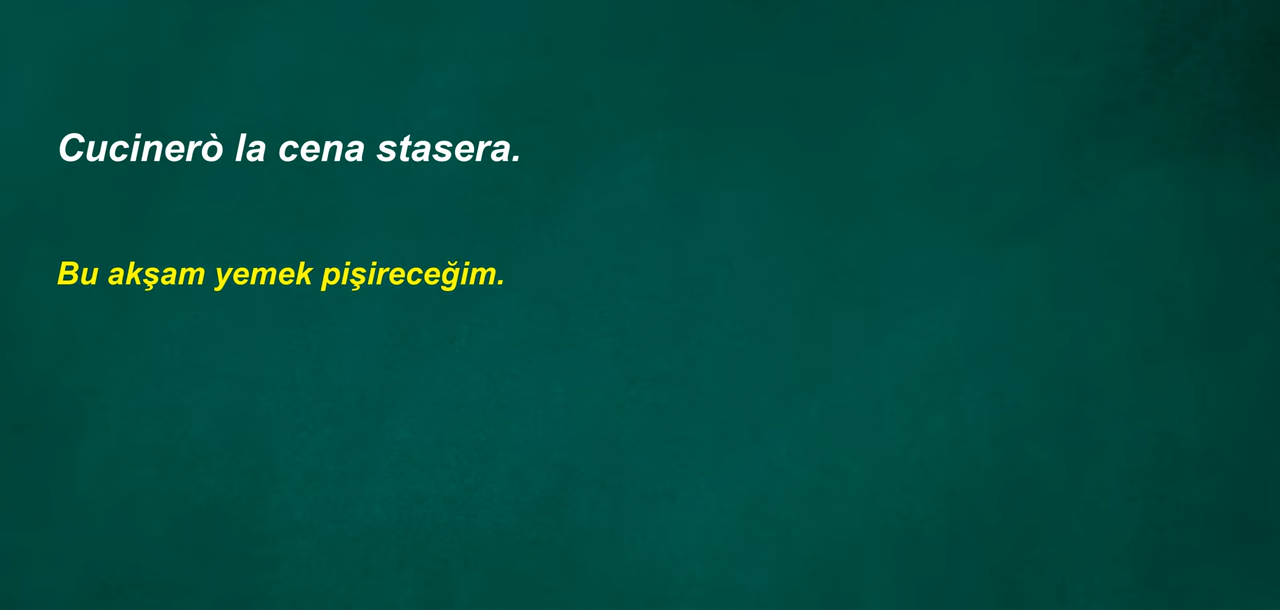 Cucinerò la cena stasera.
Bu akşam yemek pişireceğim.